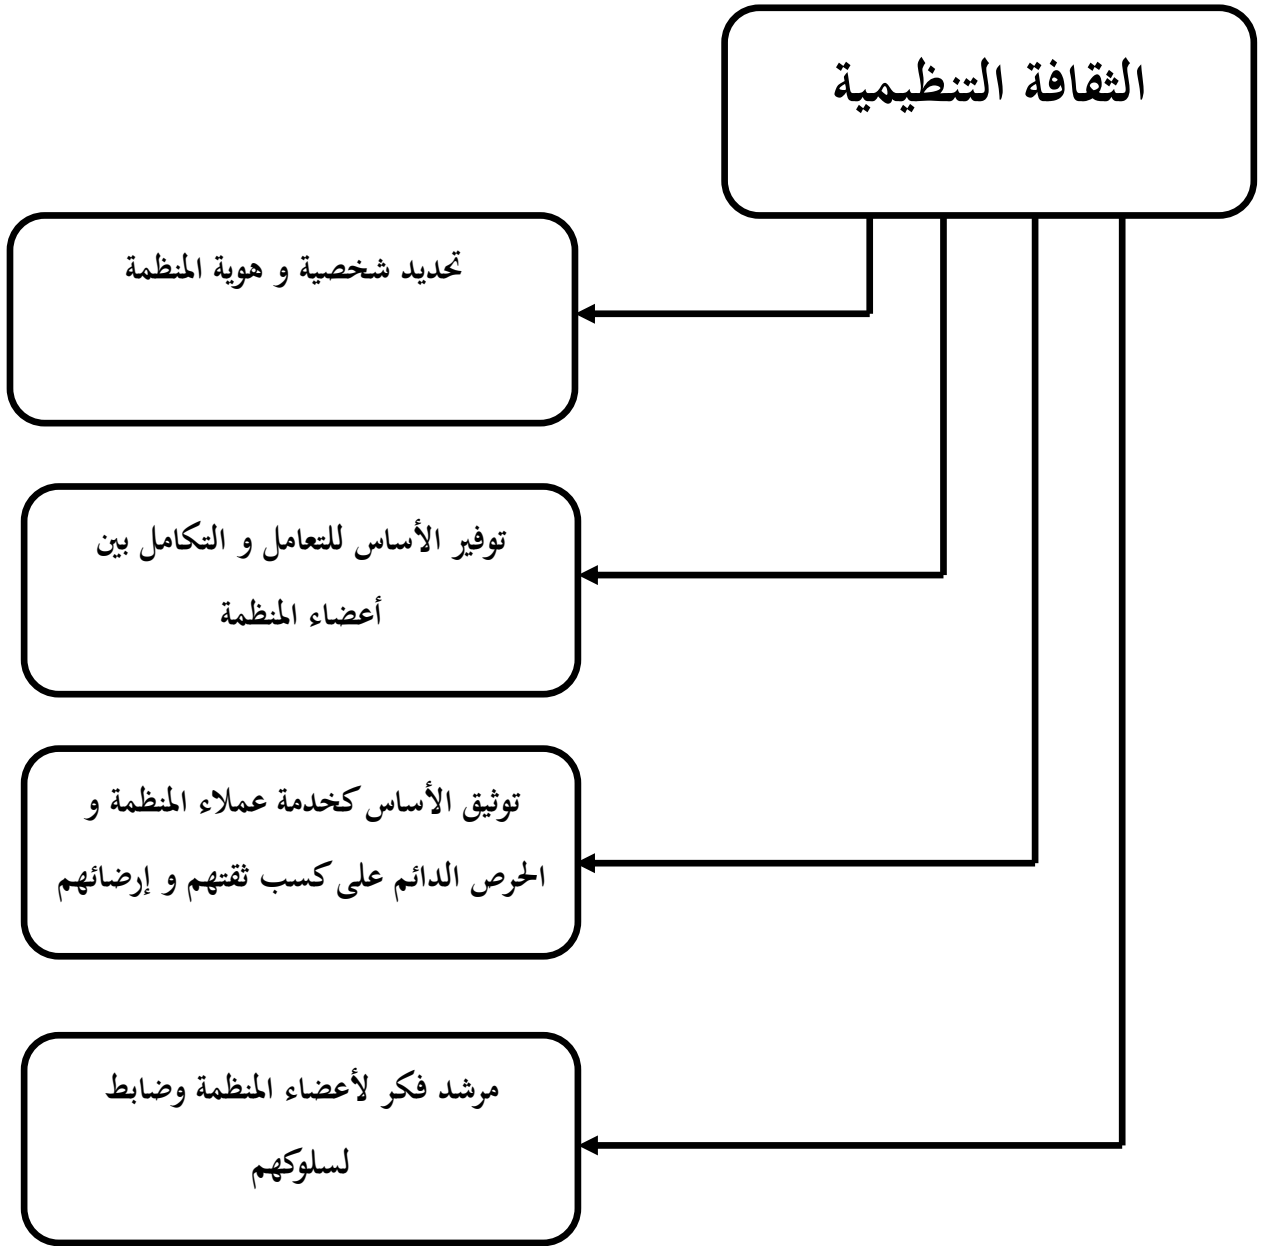 الثقافة التنظيمية
تحديد شخصية و هوية المنظمة
توفير الأساس للتعامل و التكامل بين
أعضاء المنظمة
توثيق الأساس كخدمة عملاء المنظمة و
الحرص الدائم على كسب ثقتهم و إرضائهم
مرشد فكر لأعضاء المنظمة وضابط
لسلوكهم